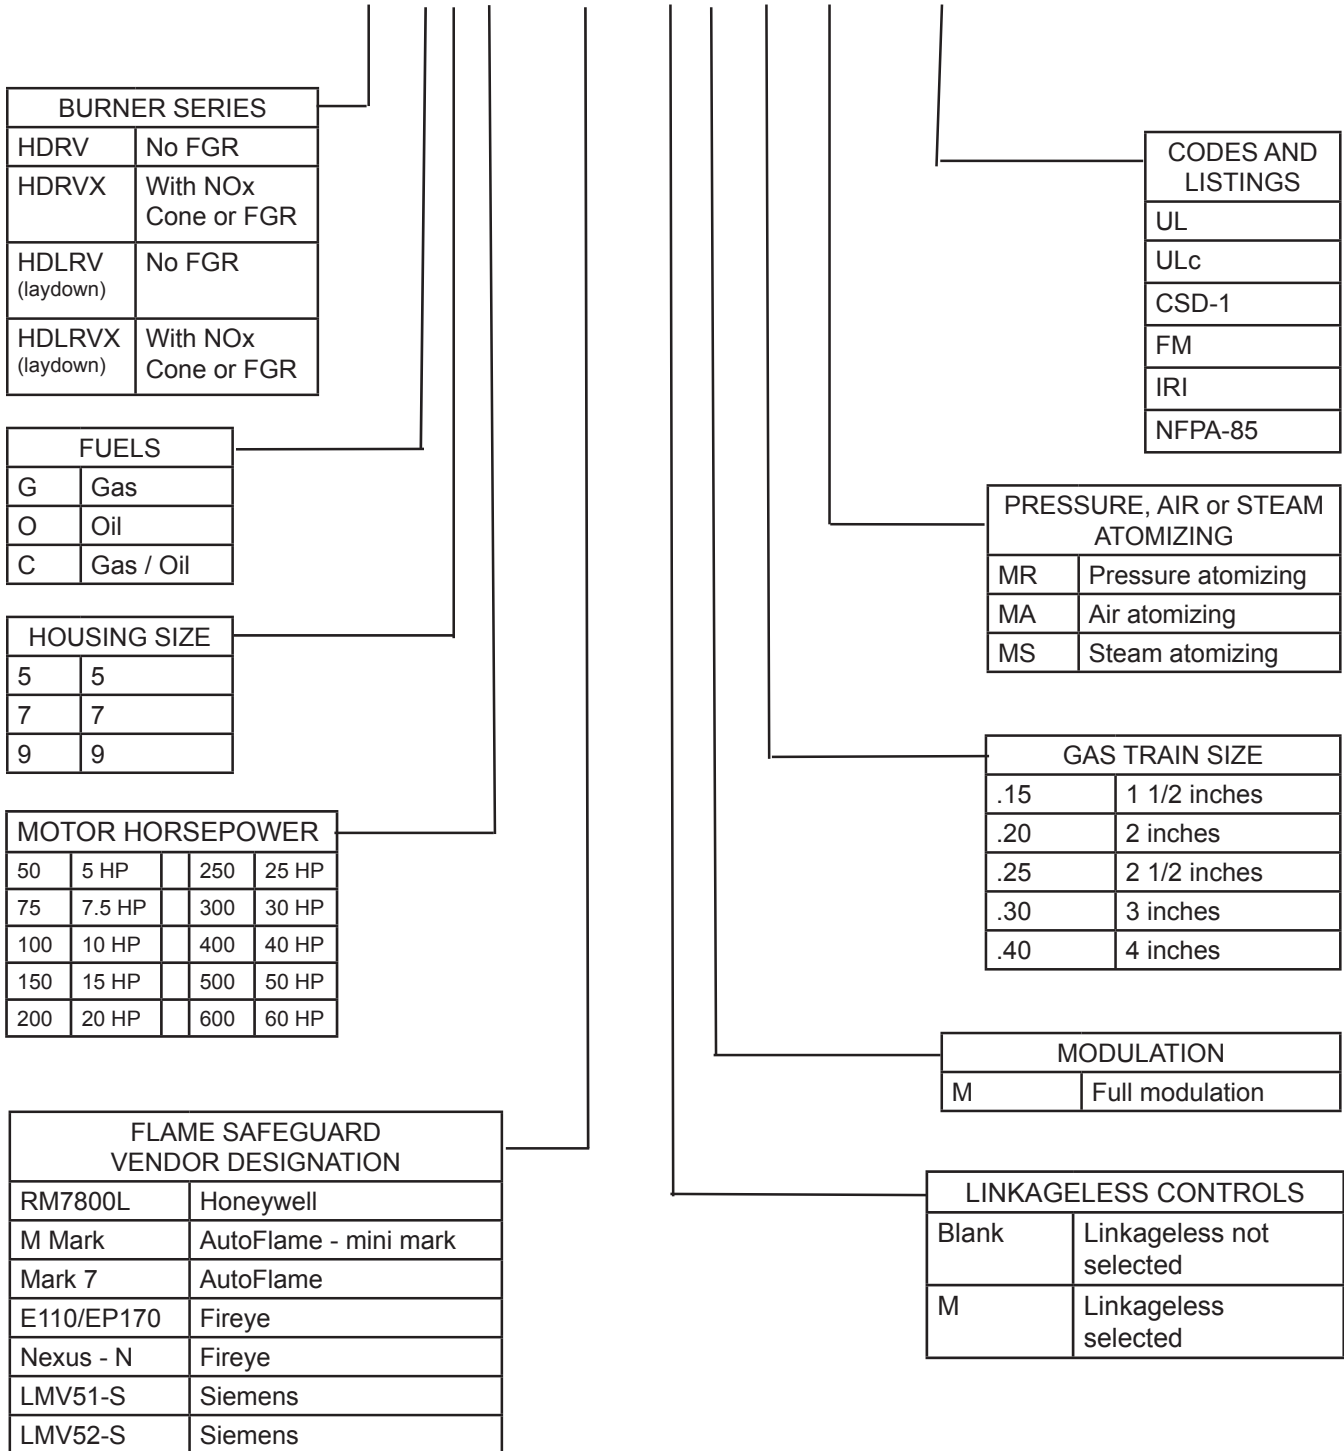 BURNER SERIES
HDRV No FGR
HDRVX With NOx
Cone or FGR
HDLRV No FGR
(laydown)
HDLRVX With NOx
(laydown) Cone or FGR
FUELS
G Gas
O Oil
C Gas / Oil
HOUSING SIZE
5 5
7 7
9 9
MOTOR HORSEPOWER
50 5 HP 250 25 HP
75 7.5 HP 300 30 HP
100 10 HP 400 40 HP
150 15 HP 500 50 HP
200 20 HP 600 60 HP
FLAME SAFEGUARD
VENDOR DESIGNATION
RM7800L Honeywell
M Mark AutoFlame - mini mark
Mark 7 AutoFlame
E110/EP170 Fireye
Nexus - N Fireye
LMV51-S Siemens
LMV52-S Siemens
CODES AND
LISTINGS
UL
ULc
CSD-1
FM
IRI
NFPA-85
PRESSURE, AIR or STEAM
ATOMIZING
MR Pressure atomizing
MA Air atomizing
MS Steam atomizing
GAS TRAIN SIZE
.15 1 1/2 inches
.20 2 inches
.25 2 1/2 inches
.30 3 inches
.40 4 inches
MODULATION
M Full modulation
LINKAGELESS CONTROLS
Blank Linkageless not
selected
M Linkageless
selected